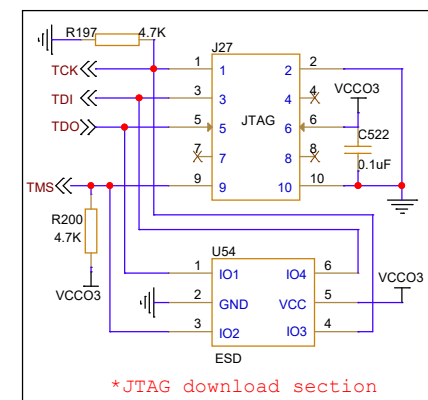 R197 4.7K
J27
TCK 1 1 2 2
VCCO3
TDI 3 3 4 4
TDO 5 5 JTAG 6 6
C522
7 7 8 8
0.1uF
TMS 9 9 10 10
R200
4.7K
U54
VCCO3
1 IO1 IO4 6
VCCO3
2 GND VCC 5
3 IO2 IO3 4
ESD
*JTAG download section